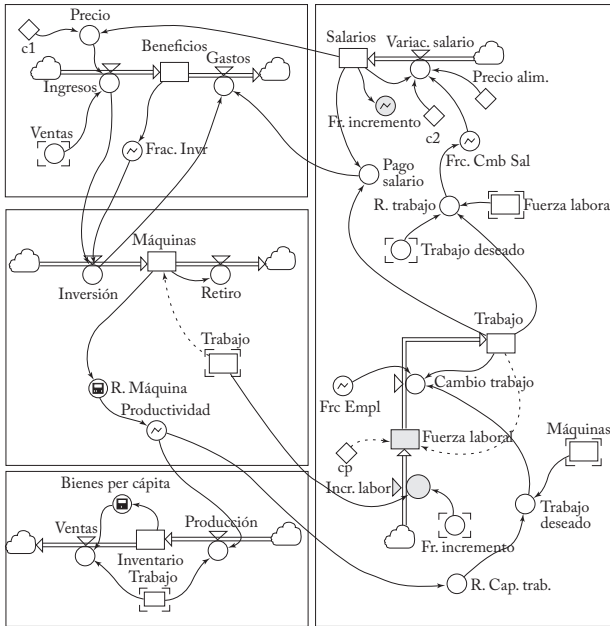 Precio
c1
Beneficios
Gastos
Ingresos
Ventas
Frac. Invr
Máquinas
Inversión
Retiro
Trabajo
R. Máquina
Productividad
Bienes per cápita
Ventas
Producción
Inventario
Trabajo
Salarios
Variac. salario
Precio alim.
Fr. incremento
c2
Frc. Cmb Sal
Pago
salario
R. trabajo
Fuerza labora
Trabajo deseado
Trabajo
Cambio trabajo
Frc Empl
Fuerza laboral
Máquinas
cp
Incr. labor
Trabajo
deseado
Fr. incremento
R. Cap. trab.